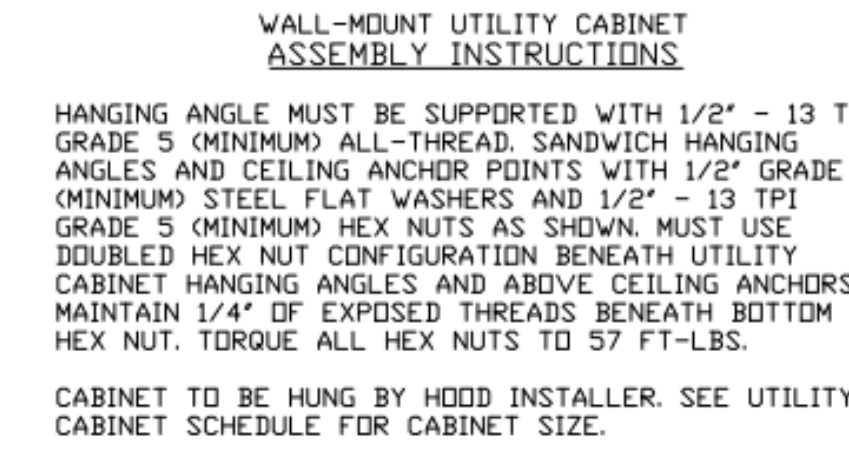 WALL-MOUNT UTILITY CABINET
ASSEMBLY INSTRUCTIONS
HANGING ANGLE MUST BE SUPPORTED WITH 1/2" - 13 T
GRADE 5 (MINIMUM) ALL-THREAD. SANDWICH HANGING
ANGLES AND CEILING ANCHOR POINTS WITH 1/2" GRADE
(MINIMUM) STEEL FLAT WASHERS AND 1/2" - 13 TPI
GRADE 5 (MINIMUM) HEX NUTS AS SHOWN. MUST USE
DOUBLED HEX NUT CONFIGURATION BENEATH UTILITY
CABINET HANGING ANGLES AND ABOVE CEILING ANCHORS
MAINTAIN 1/4" OF EXPOSED THREADS BENEATH BOTTOM
HEX NUT. TORQUE ALL HEX NUTS TO 57 FT-LBS.
CABINET TO BE HUNG BY HOOD INSTALLER. SEE UTILITY
CABINET SCHEDULE FOR CABINET SIZE.